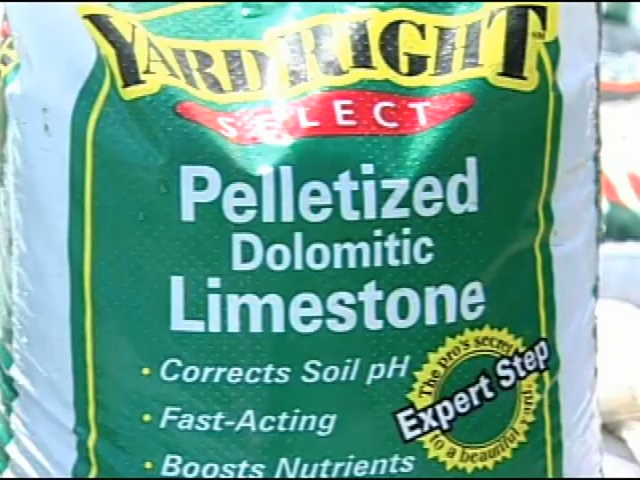 YARDRIGHT
SELECT
Pelletized
Dolomitic
Limestone
• Corrects Soil pH
• Fast-Acting
• Boosts Nutrients
The pro's secret
Expert Step
to a beautiful yard